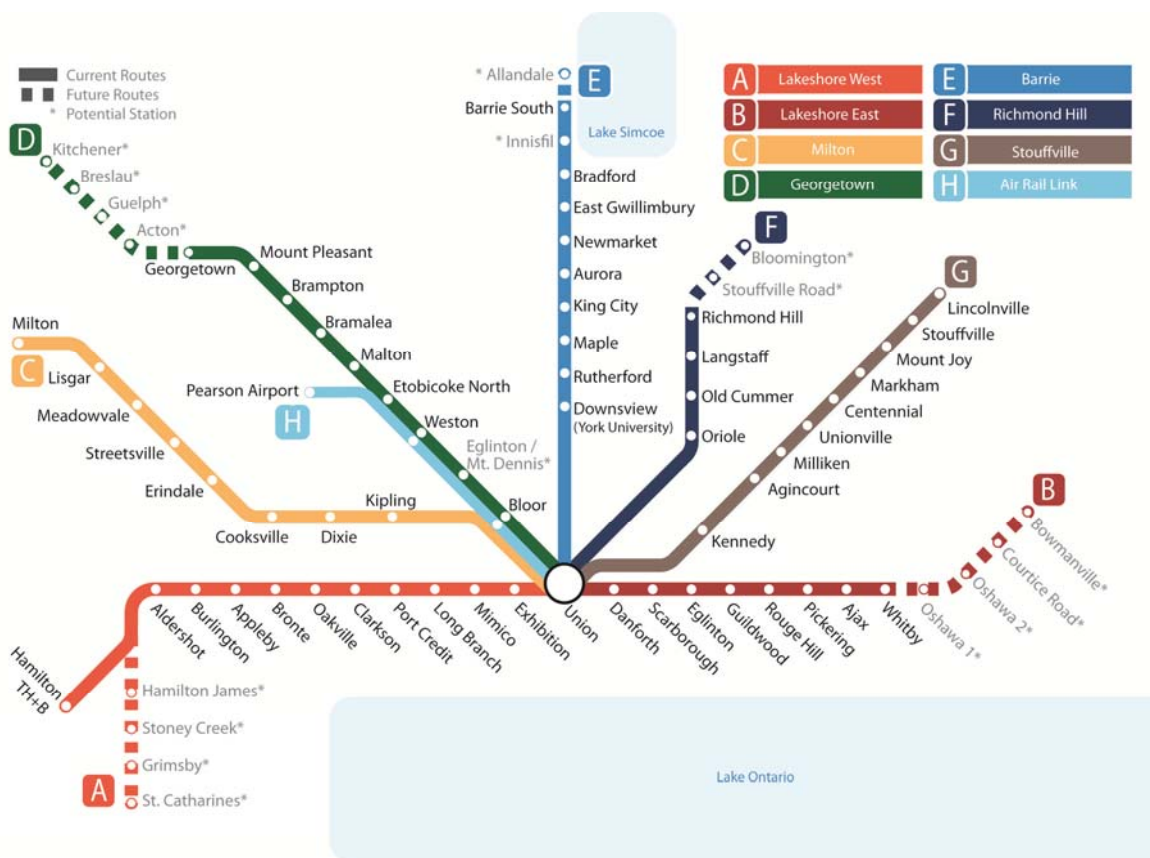 Current Routes
Future Routes
* Potential Station
* Allandale
E
Barrie South
* Innisfil
Lake Simcoe
Bradford
East Gwillimbury
Newmarket
Aurora
King City
Maple
Rutherford
Downsview
(York University)
A Lakeshore West
B Lakeshore East
C Milton
D Georgetown
E Barrie
F Richmond Hill
G Stouffville
H Air Rail Link
D
Kitchener*
Breslau*
Guelph*
Acton*
Georgetown
Mount Pleasant
Brampton
Bramalea
Malton
Etobicoke North
Weston
Eglinton /
Mt. Dennis*
Bloor
Pearson Airport
H
Milton
C
Lisgar
Meadowvale
Streetsville
Erindale
Cooksville
Dixie
Kipling
F
Bloomington*
Stouffville Road*
Richmond Hill
Langstaff
Old Cummer
Oriole
G
Lincolnville
Stouffville
Mount Joy
Markham
Centennial
Unionville
Milliken
Agincourt
Kennedy
B
Bowmanville*
Courtice Road*
Oshawa 2*
Oshawa 1*
Hamilton
TH+B
Aldershot
Burlington
Appleby
Bronte
Oakville
Clarkson
Port Credit
Long Branch
Mimico
Exhibition
Union
Danforth
Scarborough
Eglinton
Guildwood
Rouge Hill
Pickering
Ajax
Whitby
Hamilton James*
Stoney Creek*
Grimsby*
A
St. Catharines*
Lake Ontario